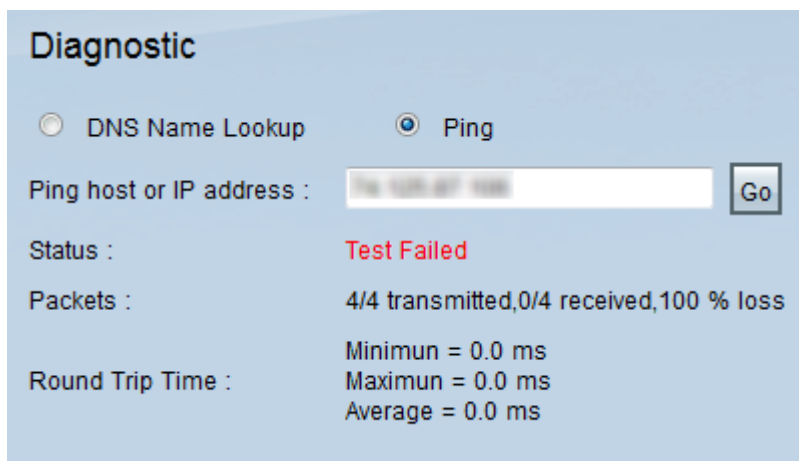 Diagnostic
DNS Name Lookup Ping
Ping host or IP address : Go
Status : Test Failed
Packets : 4/4 transmitted,0/4 received,100 % loss
Minimun = 0.0 ms
Round Trip Time : Maximun = 0.0 ms
Average = 0.0 ms